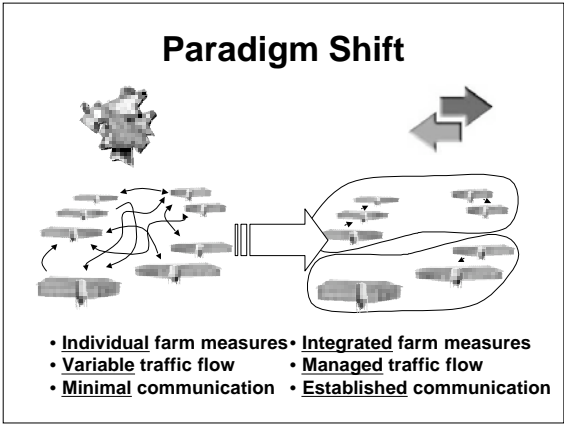 Paradigm Shift
• Individual farm measures
• Variable traffic flow
• Minimal communication
• Integrated farm measures
• Managed traffic flow
• Established communication